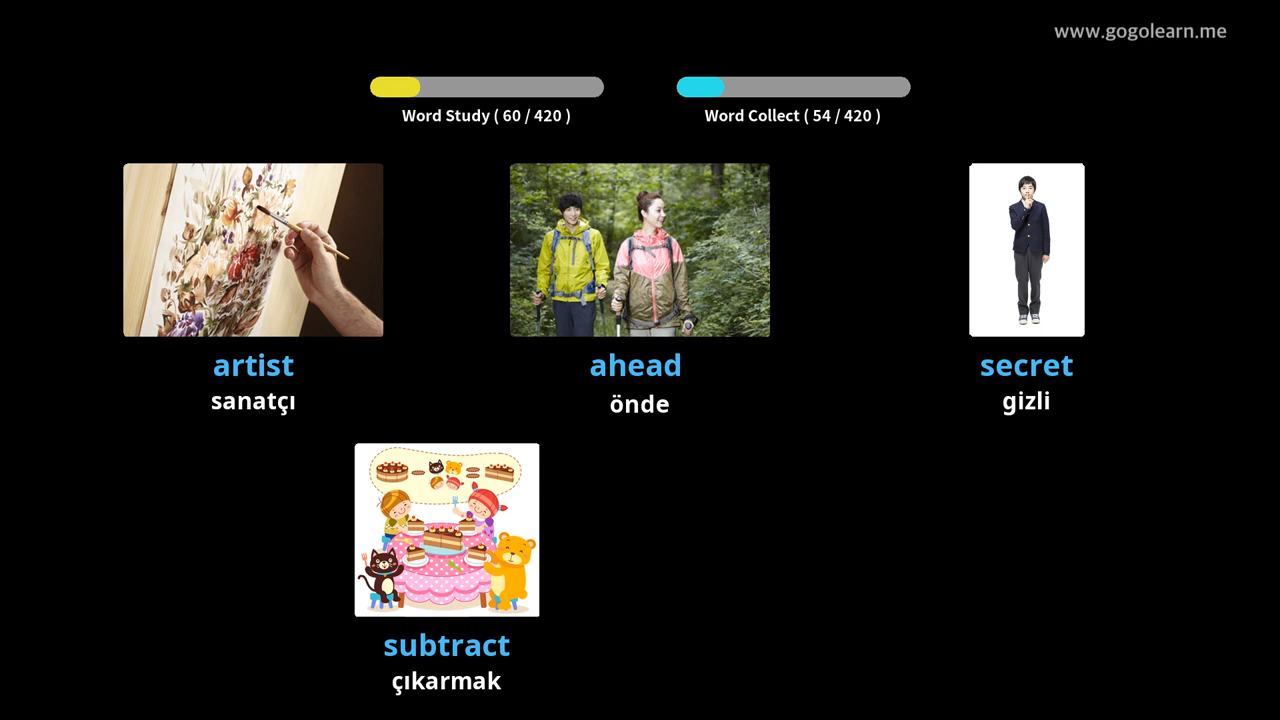 www.gogolearn.me
Word Study ( 60 / 420 )
Word Collect ( 54 / 420 )
artist
sanatçı
ahead
önde
secret
gizli
subtract
çıkarmak